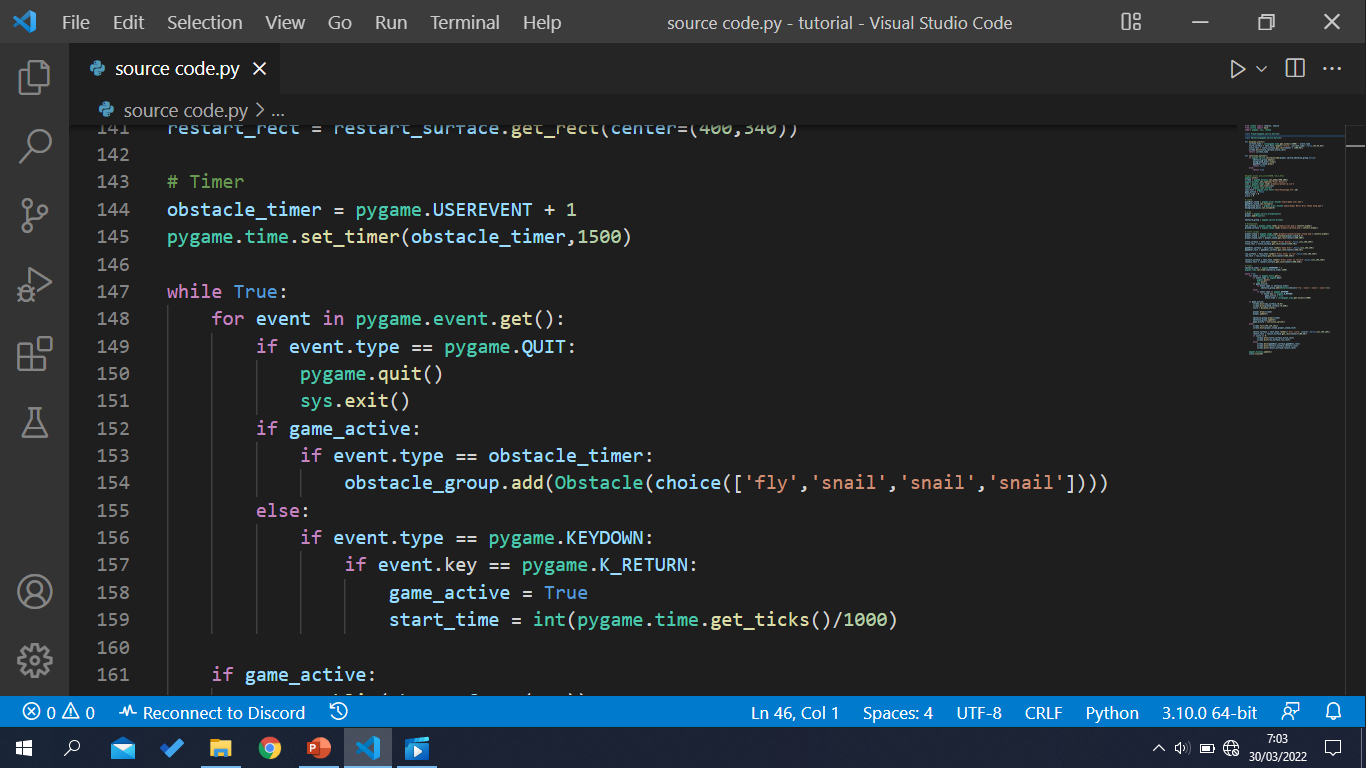 File Edit Selection View Go Run Terminal Help source code.py - tutorial - Visual Studio Code
source code.py
source code.py > ...
141 restart_rect = restart_surface.get_rect(center=(400,340))
142
143 # Timer
144 obstacle_timer = pygame.USEREVENT + 1
145 pygame.time.set_timer(obstacle_timer,1500)
146
147 while True:
148     for event in pygame.event.get():
149         if event.type == pygame.QUIT:
150             pygame.quit()
151             sys.exit()
152         if game_active:
153             if event.type == obstacle_timer:
154                 obstacle_group.add(Obstacle(choice(['fly','snail','snail','snail'])))
155         else:
156             if event.type == pygame.KEYDOWN:
157                 if event.key == pygame.K_RETURN:
158                     game_active = True
159                     start_time = int(pygame.time.get_ticks()/1000)
160
161     if game_active:
0 0 Reconnect to Discord Ln 46, Col 1 Spaces: 4 UTF-8 CRLF Python 3.10.0 64-bit
7:03
30/03/2022